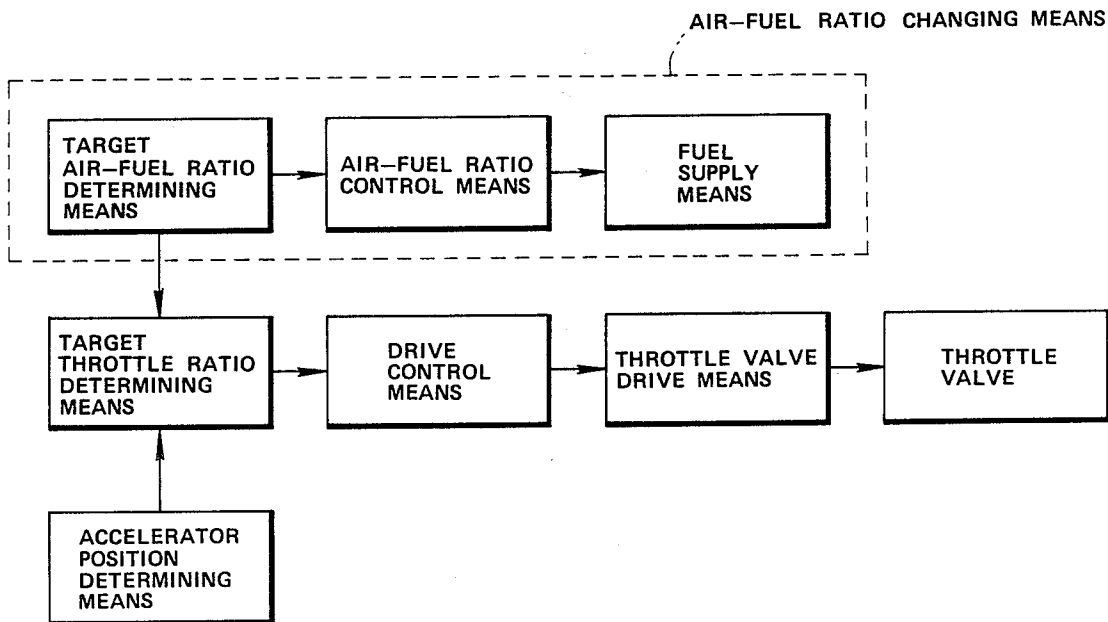 AIR–FUEL RATIO CHANGING MEANS
TARGET
AIR–FUEL RATIO
DETERMINING
MEANS
AIR–FUEL RATIO
CONTROL MEANS
FUEL
SUPPLY
MEANS
TARGET
THROTTLE RATIO
DETERMINING
MEANS
DRIVE
CONTROL
MEANS
THROTTLE VALVE
DRIVE MEANS
THROTTLE
VALVE
ACCELERATOR
POSITION
DETERMINING
MEANS